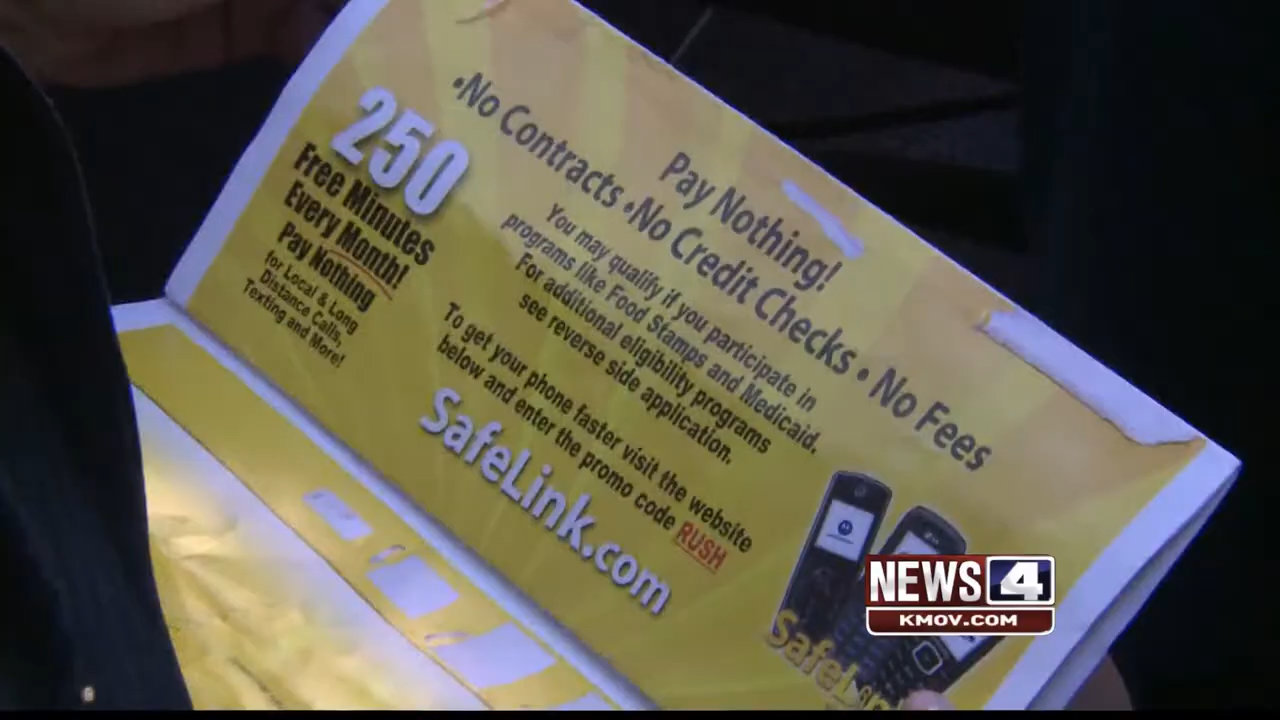 250
Free Minutes
Every Month!
Pay Nothing
for Local & Long
Distance Calls,
Texting and More!
Pay Nothing!
•No Contracts •No Credit Checks • No Fees
You may qualify if you participate in
programs like Food Stamps and Medicaid.
For additional eligibility programs
see reverse side application.
To get your phone faster visit the website
below and enter the promo code RUSH
SafeLink.com
NEWS 4
KMOV.COM